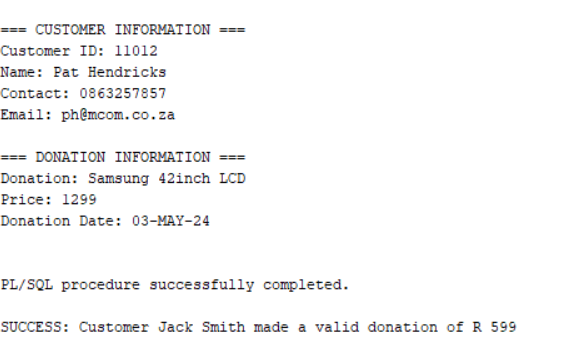 === CUSTOMER INFORMATION ===
Customer ID: 11012
Name: Pat Hendricks
Contact: 0863257857
Email: ph@mcom.co.za
=== DONATION INFORMATION ===
Donation: Samsung 42inch LCD
Price: 1299
Donation Date: 03-MAY-24
PL/SQL procedure successfully completed.
SUCCESS: Customer Jack Smith made a valid donation of R 599